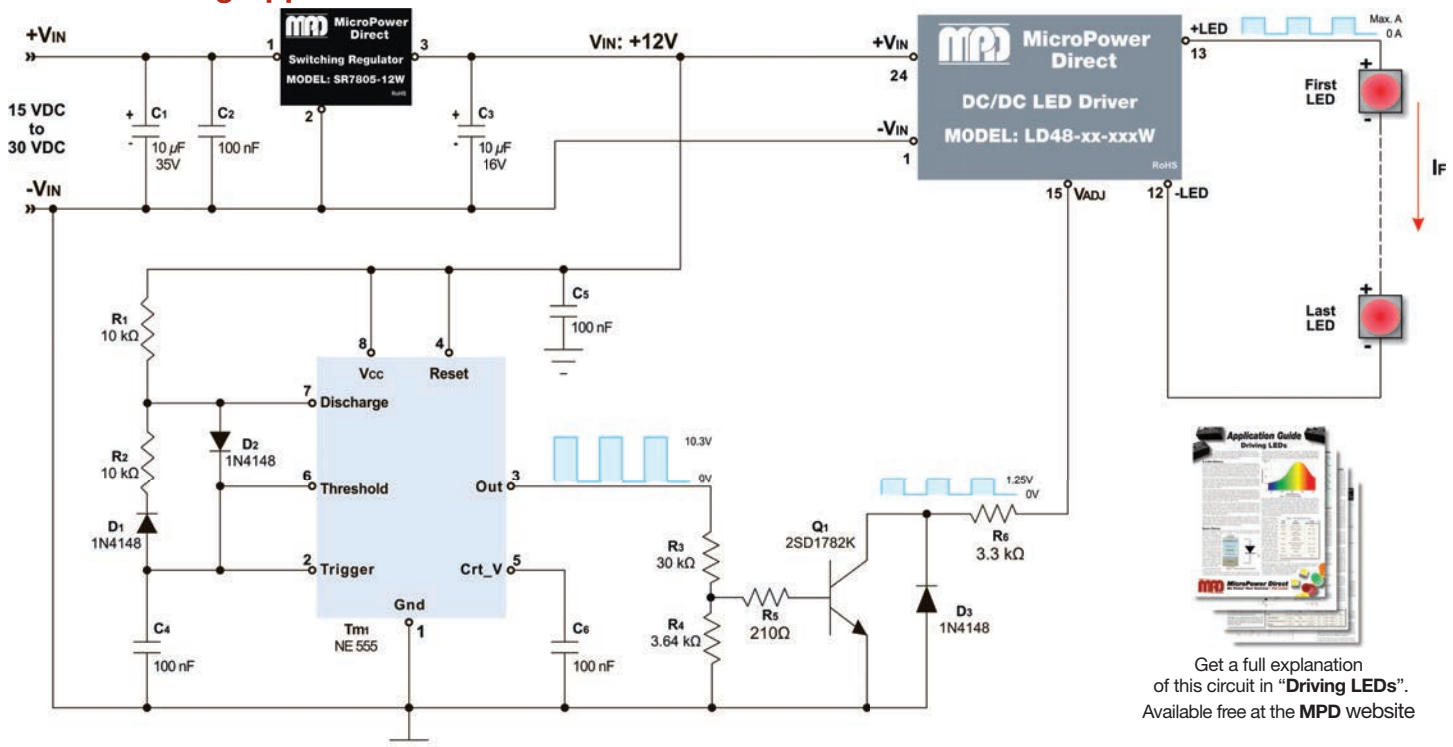 +VIN
15 VDC
to
30 VDC
-VIN
+
-
C1
10 µF
35V
C2
100 nF
1
MPD MicroPower
Direct
Switching Regulator
MODEL: SR7805-12W
RoHS
3
2
+
-
C3
10 µF
16V
VIN: +12V
+VIN
24
-VIN
1
MPD MicroPower
Direct
DC/DC LED Driver
MODEL: LD48-xx-xxxW
RoHS
15 VADJ
12 -LED
+LED
13
Max. A
0 A
+
First
LED
-
IF
+
Last
LED
-
R1
10 kΩ
R2
10 kΩ
D1
1N4148
D2
1N4148
C4
100 nF
C5
100 nF
8
Vcc
4
Reset
7
Discharge
6
Threshold
2
Trigger
Out
3
Crt_V
5
Gnd
1
Tm1
NE 555
C6
100 nF
10.3V
0V
R3
30 kΩ
R4
3.64 kΩ
R5
210Ω
Q1
2SD1782K
1.25V
0V
R6
3.3 kΩ
D3
1N4148
Application Guide
Driving LEDs
MPD MicroPower Direct
Get a full explanation
of this circuit in “Driving LEDs”.
Available free at the MPD website